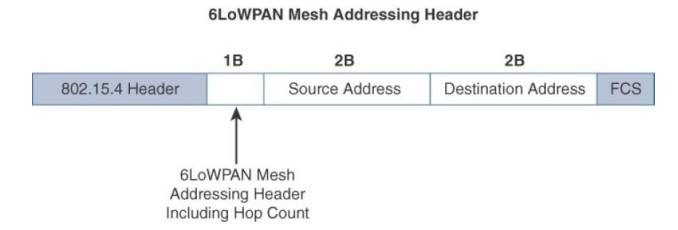 6LoWPAN Mesh Addressing Header
1B 2B 2B
802.15.4 Header Source Address Destination Address FCS
6LoWPAN Mesh
Addressing Header
Including Hop Count